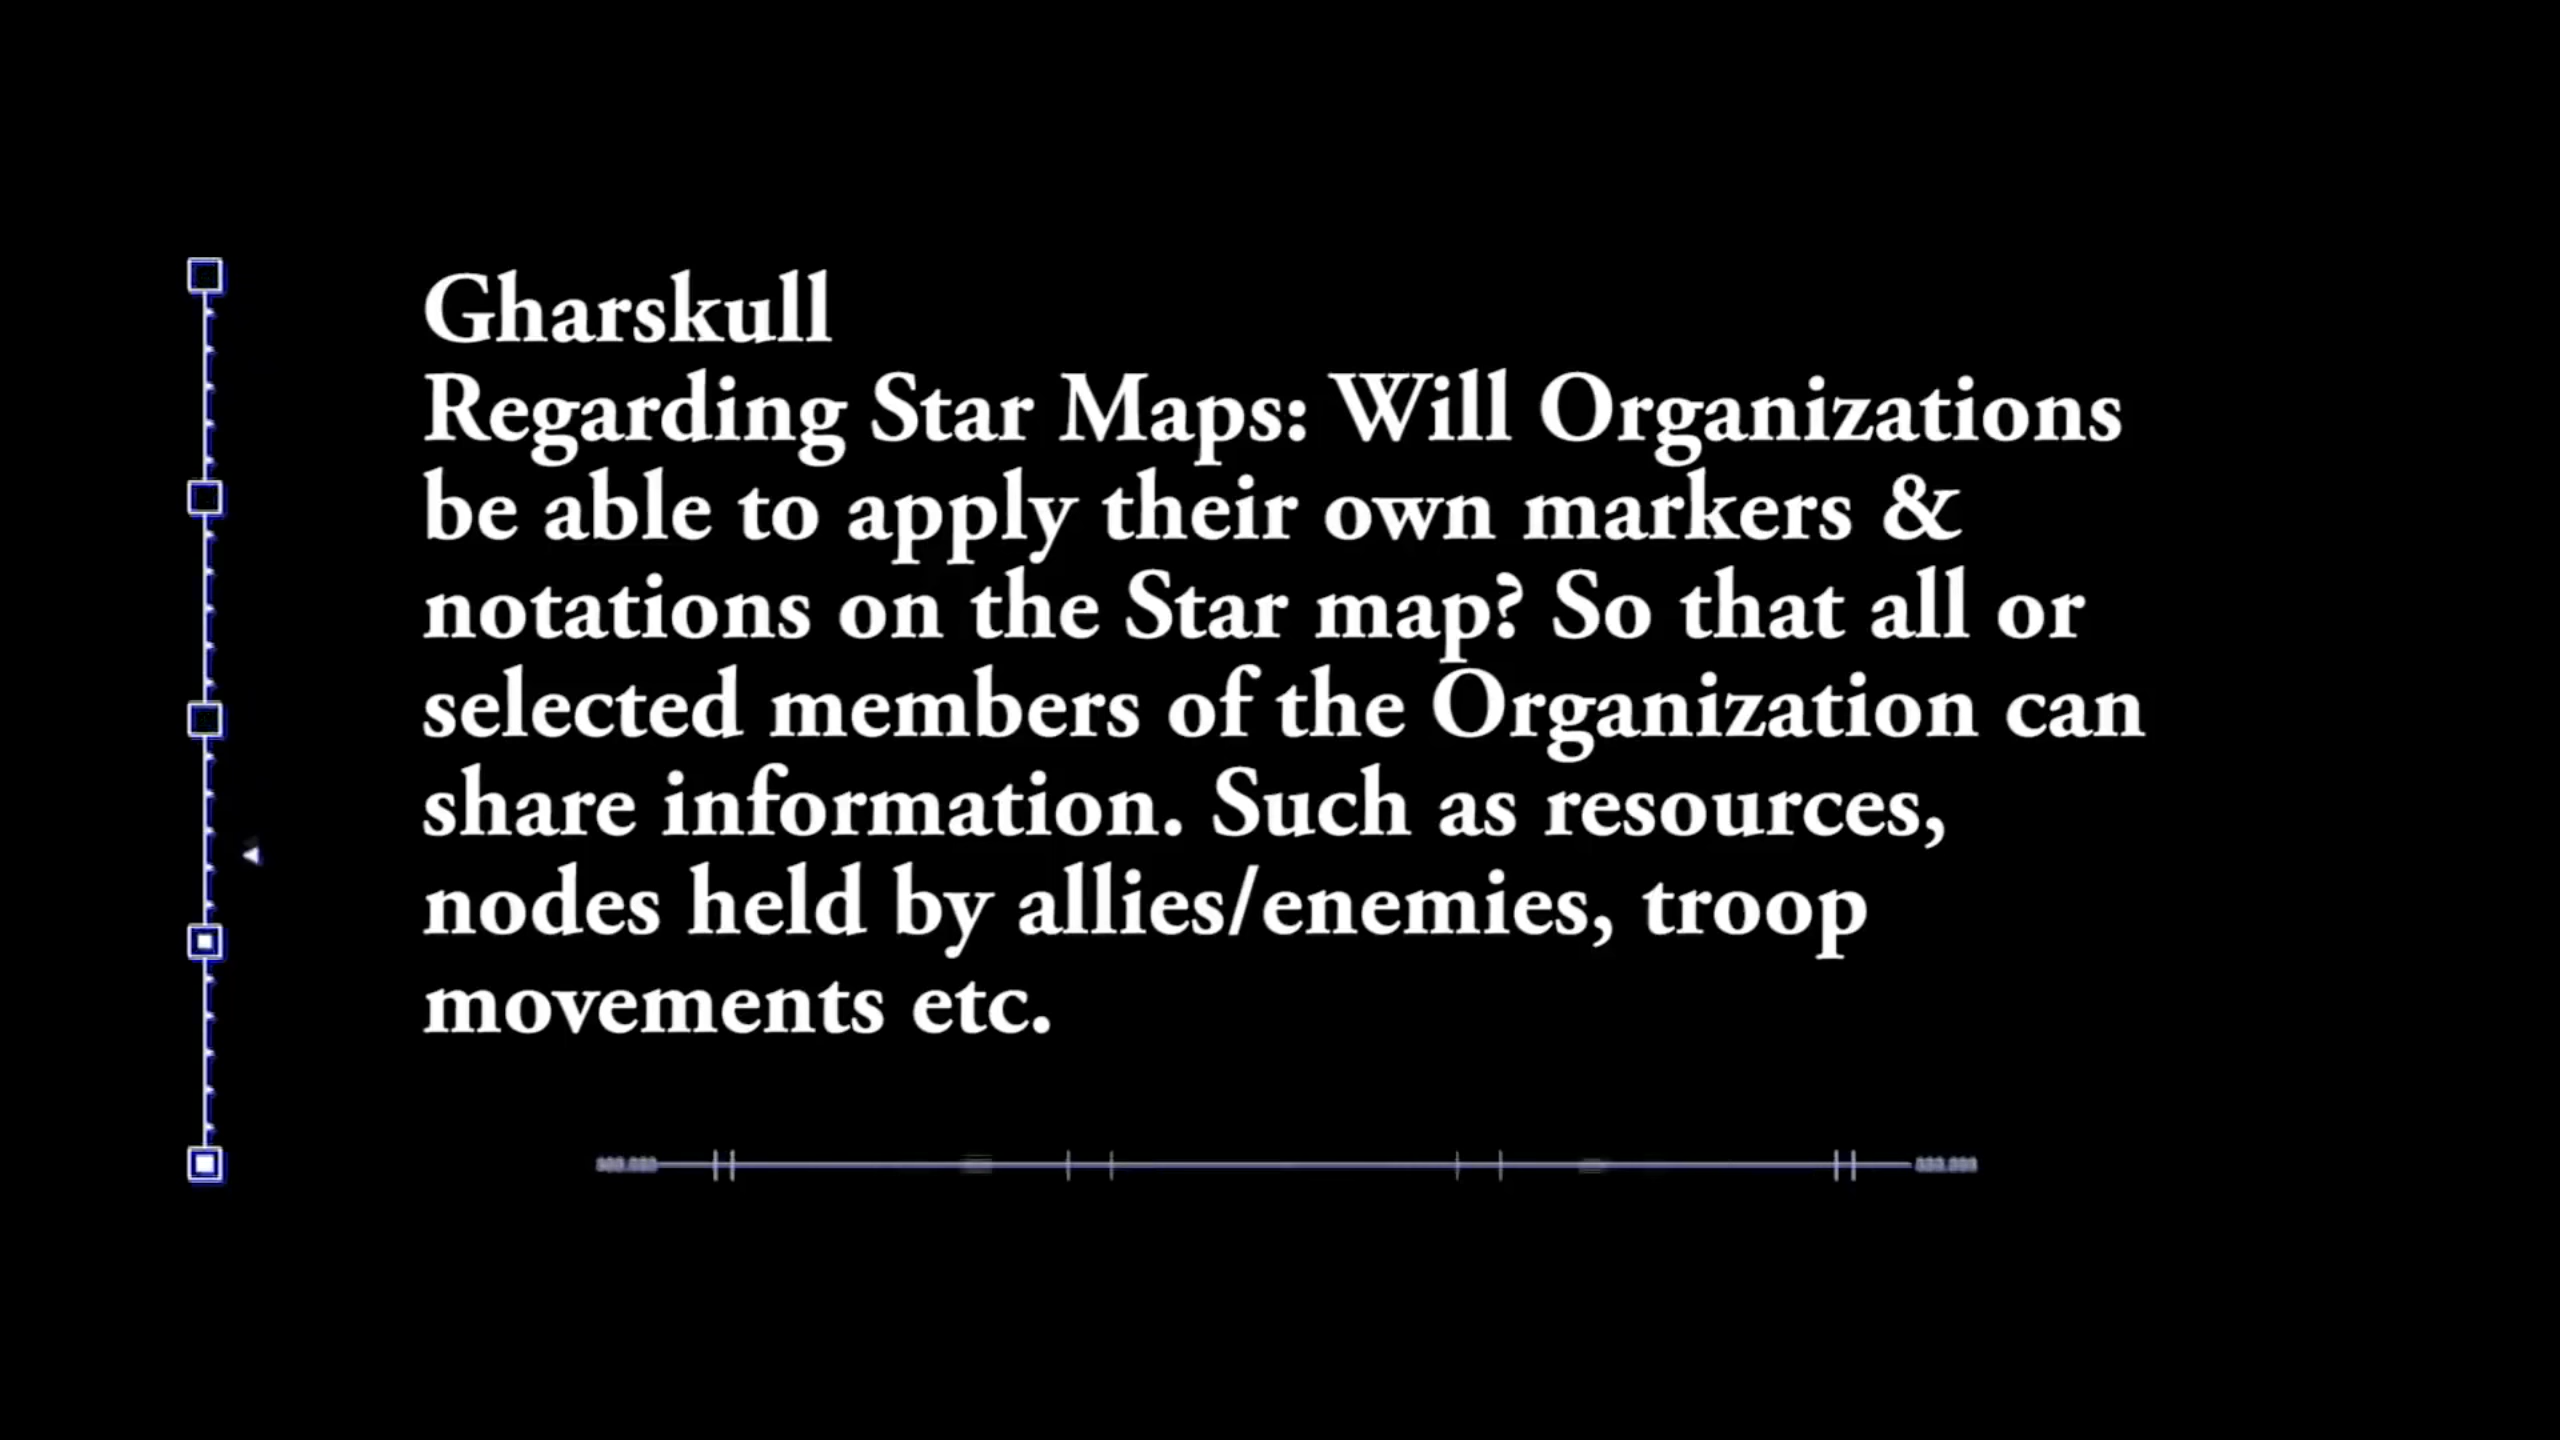 Gharskull
Regarding Star Maps: Will Organizations
be able to apply their own markers &
notations on the Star map? So that all or
selected members of the Organization can
share information. Such as resources,
nodes held by allies/enemies, troop
movements etc.